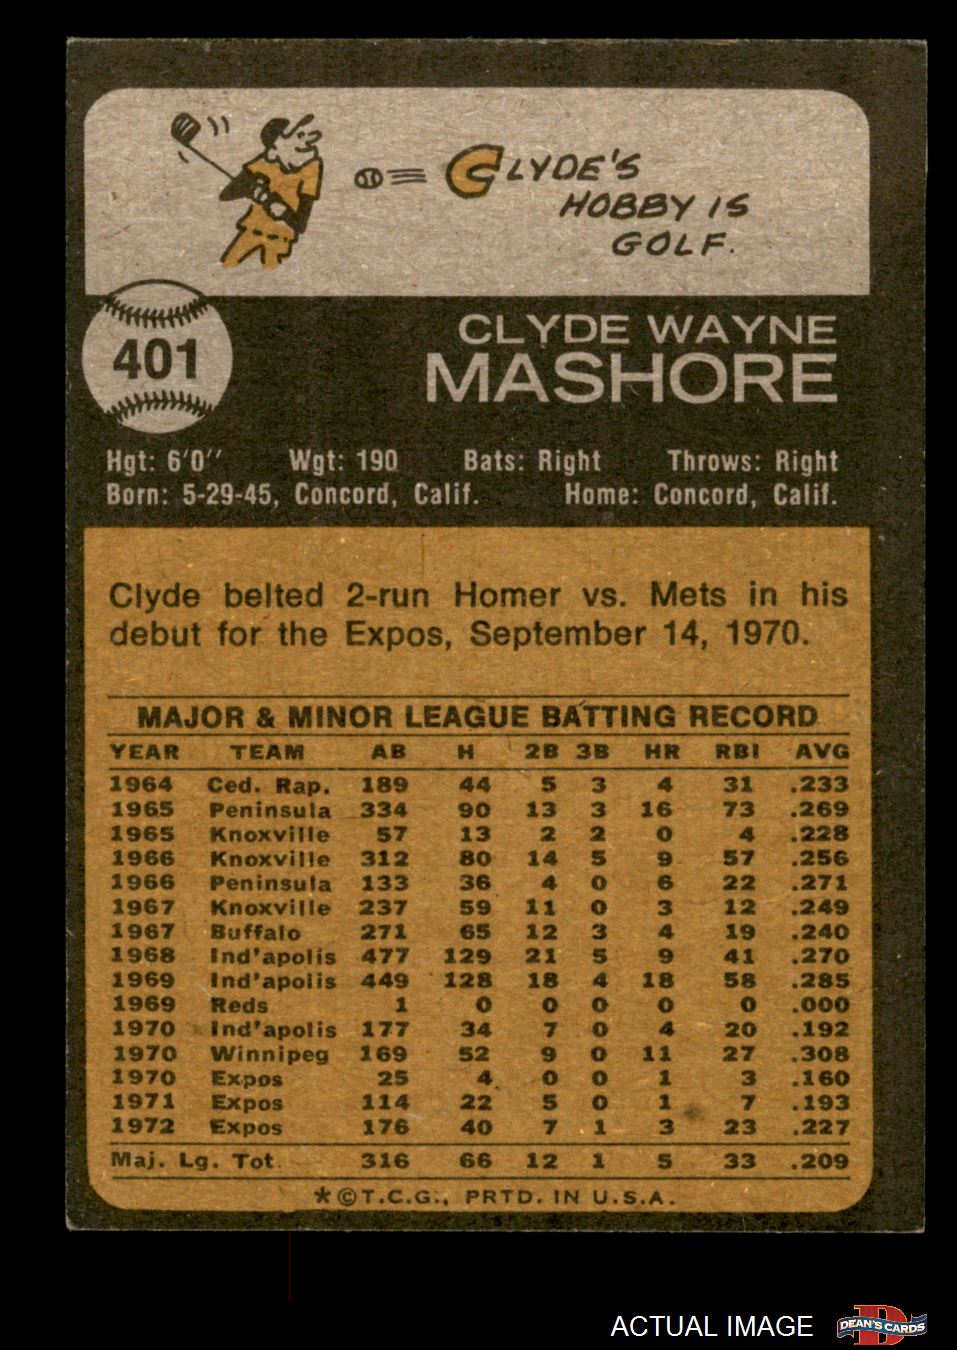 CLYDE'S
HOBBY IS
GOLF.
401
CLYDE WAYNE
MASHORE
Hgt: 6'0'' Wgt: 190 Bats: Right Throws: Right
Born: 5-29-45, Concord, Calif. Home: Concord, Calif.
Clyde belted 2-run Homer vs. Mets in his
debut for the Expos, September 14, 1970.
MAJOR & MINOR LEAGUE BATTING RECORD
YEAR TEAM AB H 2B 3B HR RBI AVG
1964 Ced. Rap. 189 44 5 3 4 31 .233
1965 Peninsula 334 90 13 3 16 73 .269
1965 Knoxville 57 13 2 2 0 4 .228
1966 Knoxville 312 80 14 5 9 57 .256
1966 Peninsula 133 36 4 0 6 22 .271
1967 Knoxville 237 59 11 0 3 12 .249
1967 Buffalo 271 65 12 3 4 19 .240
1968 Ind'apolis 477 129 21 5 9 41 .270
1969 Ind'apolis 449 128 18 4 18 58 .285
1969 Reds 1 0 0 0 0 0 .000
1970 Ind'apolis 177 34 7 0 4 20 .192
1970 Winnipeg 169 52 9 0 11 27 .308
1970 Expos 25 4 0 0 1 3 .160
1971 Expos 114 22 5 0 1 7 .193
1972 Expos 176 40 7 1 3 23 .227
Maj. Lg. Tot. 316 66 12 1 5 33 .209
*©T.C.G., PRTD. IN U.S.A.
ACTUAL IMAGE
D
DEAN'S CARDS